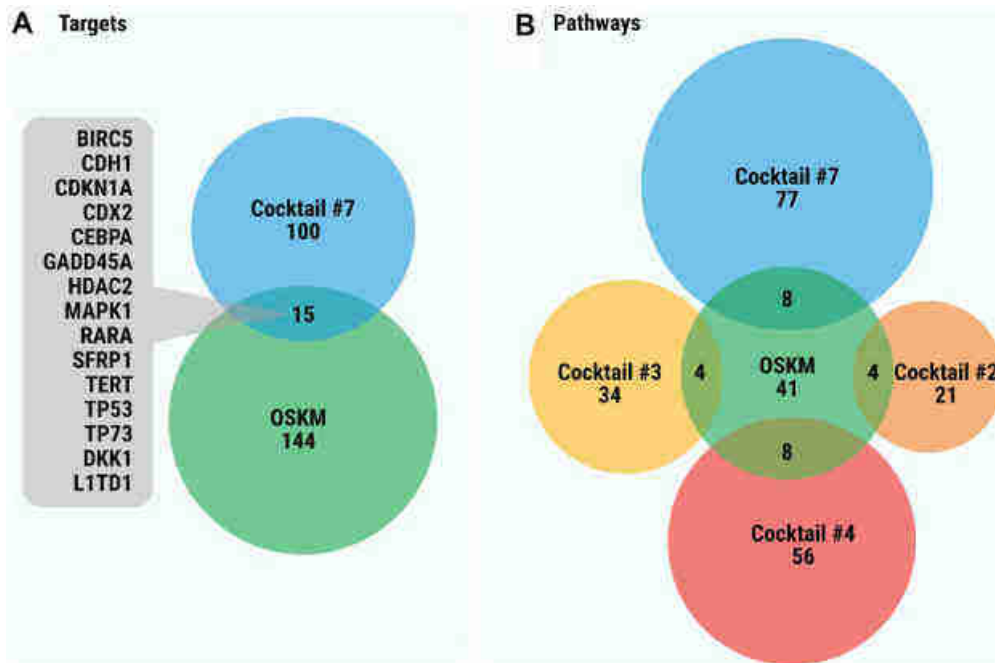 A Targets
BIRC5
CDH1
CDKN1A
CDX2
CEBPA
GADD45A
HDAC2
MAPK1
RARA
SFRP1
TERT
TP53
TP73
DKK1
L1TD1
Cocktail #7
100
15
OSKM
144
B Pathways
Cocktail #7
77
8
Cocktail #3
34
4
OSKM
41
4
Cocktail #2
21
8
Cocktail #4
56